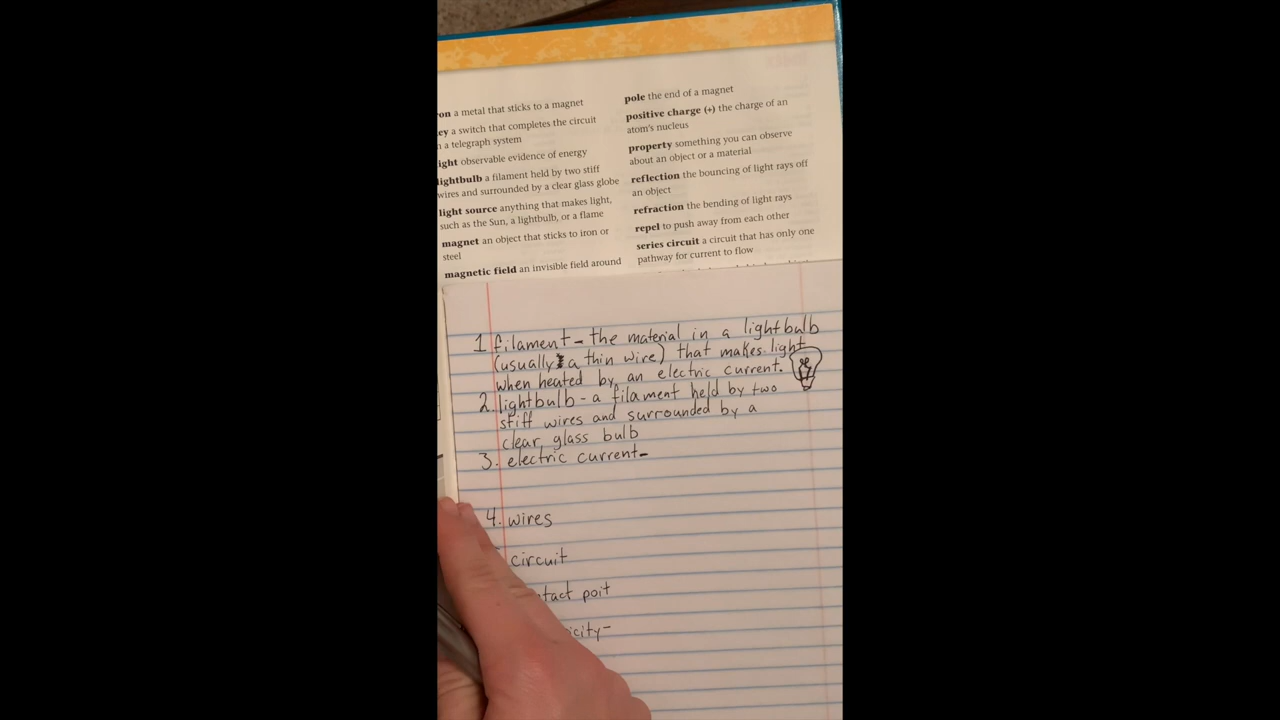 on a metal that sticks to a magnet
ey a switch that completes the circuit
a telegraph system
ight observable evidence of energy
lightbulb a filament held by two stiff
wires and surrounded by a clear glass globe
light source anything that makes light,
such as the Sun, a lightbulb, or a flame
magnet an object that sticks to iron or
steel
magnetic field an invisible field around
pole the end of a magnet
positive charge (+) the charge of an
atom's nucleus
property something you can observe
about an object or a material
reflection the bouncing of light rays off
an object
refraction the bending of light rays
repel to push away from each other
series circuit a circuit that has only one
pathway for current to flow
1 filament - the material in a lightbulb
(usually a thin wire) that makes light
when heated by an electric current.
2. lightbulb - a filament held by two
stiff wires and surrounded by a
clear glass bulb
3. electric current-
4. wires
circuit
tact poit
icity-